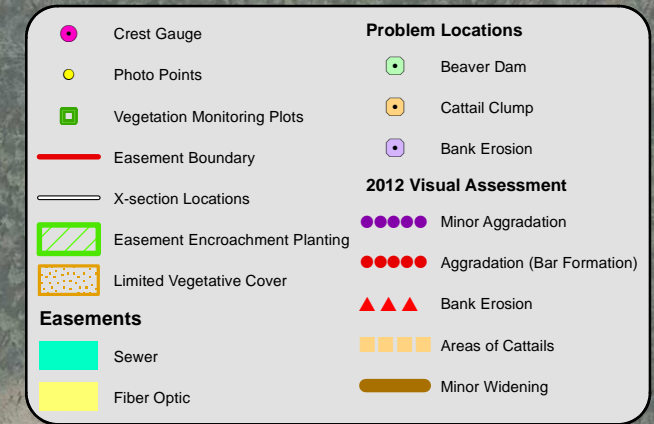 Crest Gauge
Photo Points
Vegetation Monitoring Plots
Easement Boundary
X-section Locations
Easement Encroachment Planting
Limited Vegetative Cover
Easements
Sewer
Fiber Optic
Problem Locations
Beaver Dam
Cattail Clump
Bank Erosion
2012 Visual Assessment
Minor Aggradation
Aggradation (Bar Formation)
Bank Erosion
Areas of Cattails
Minor Widening